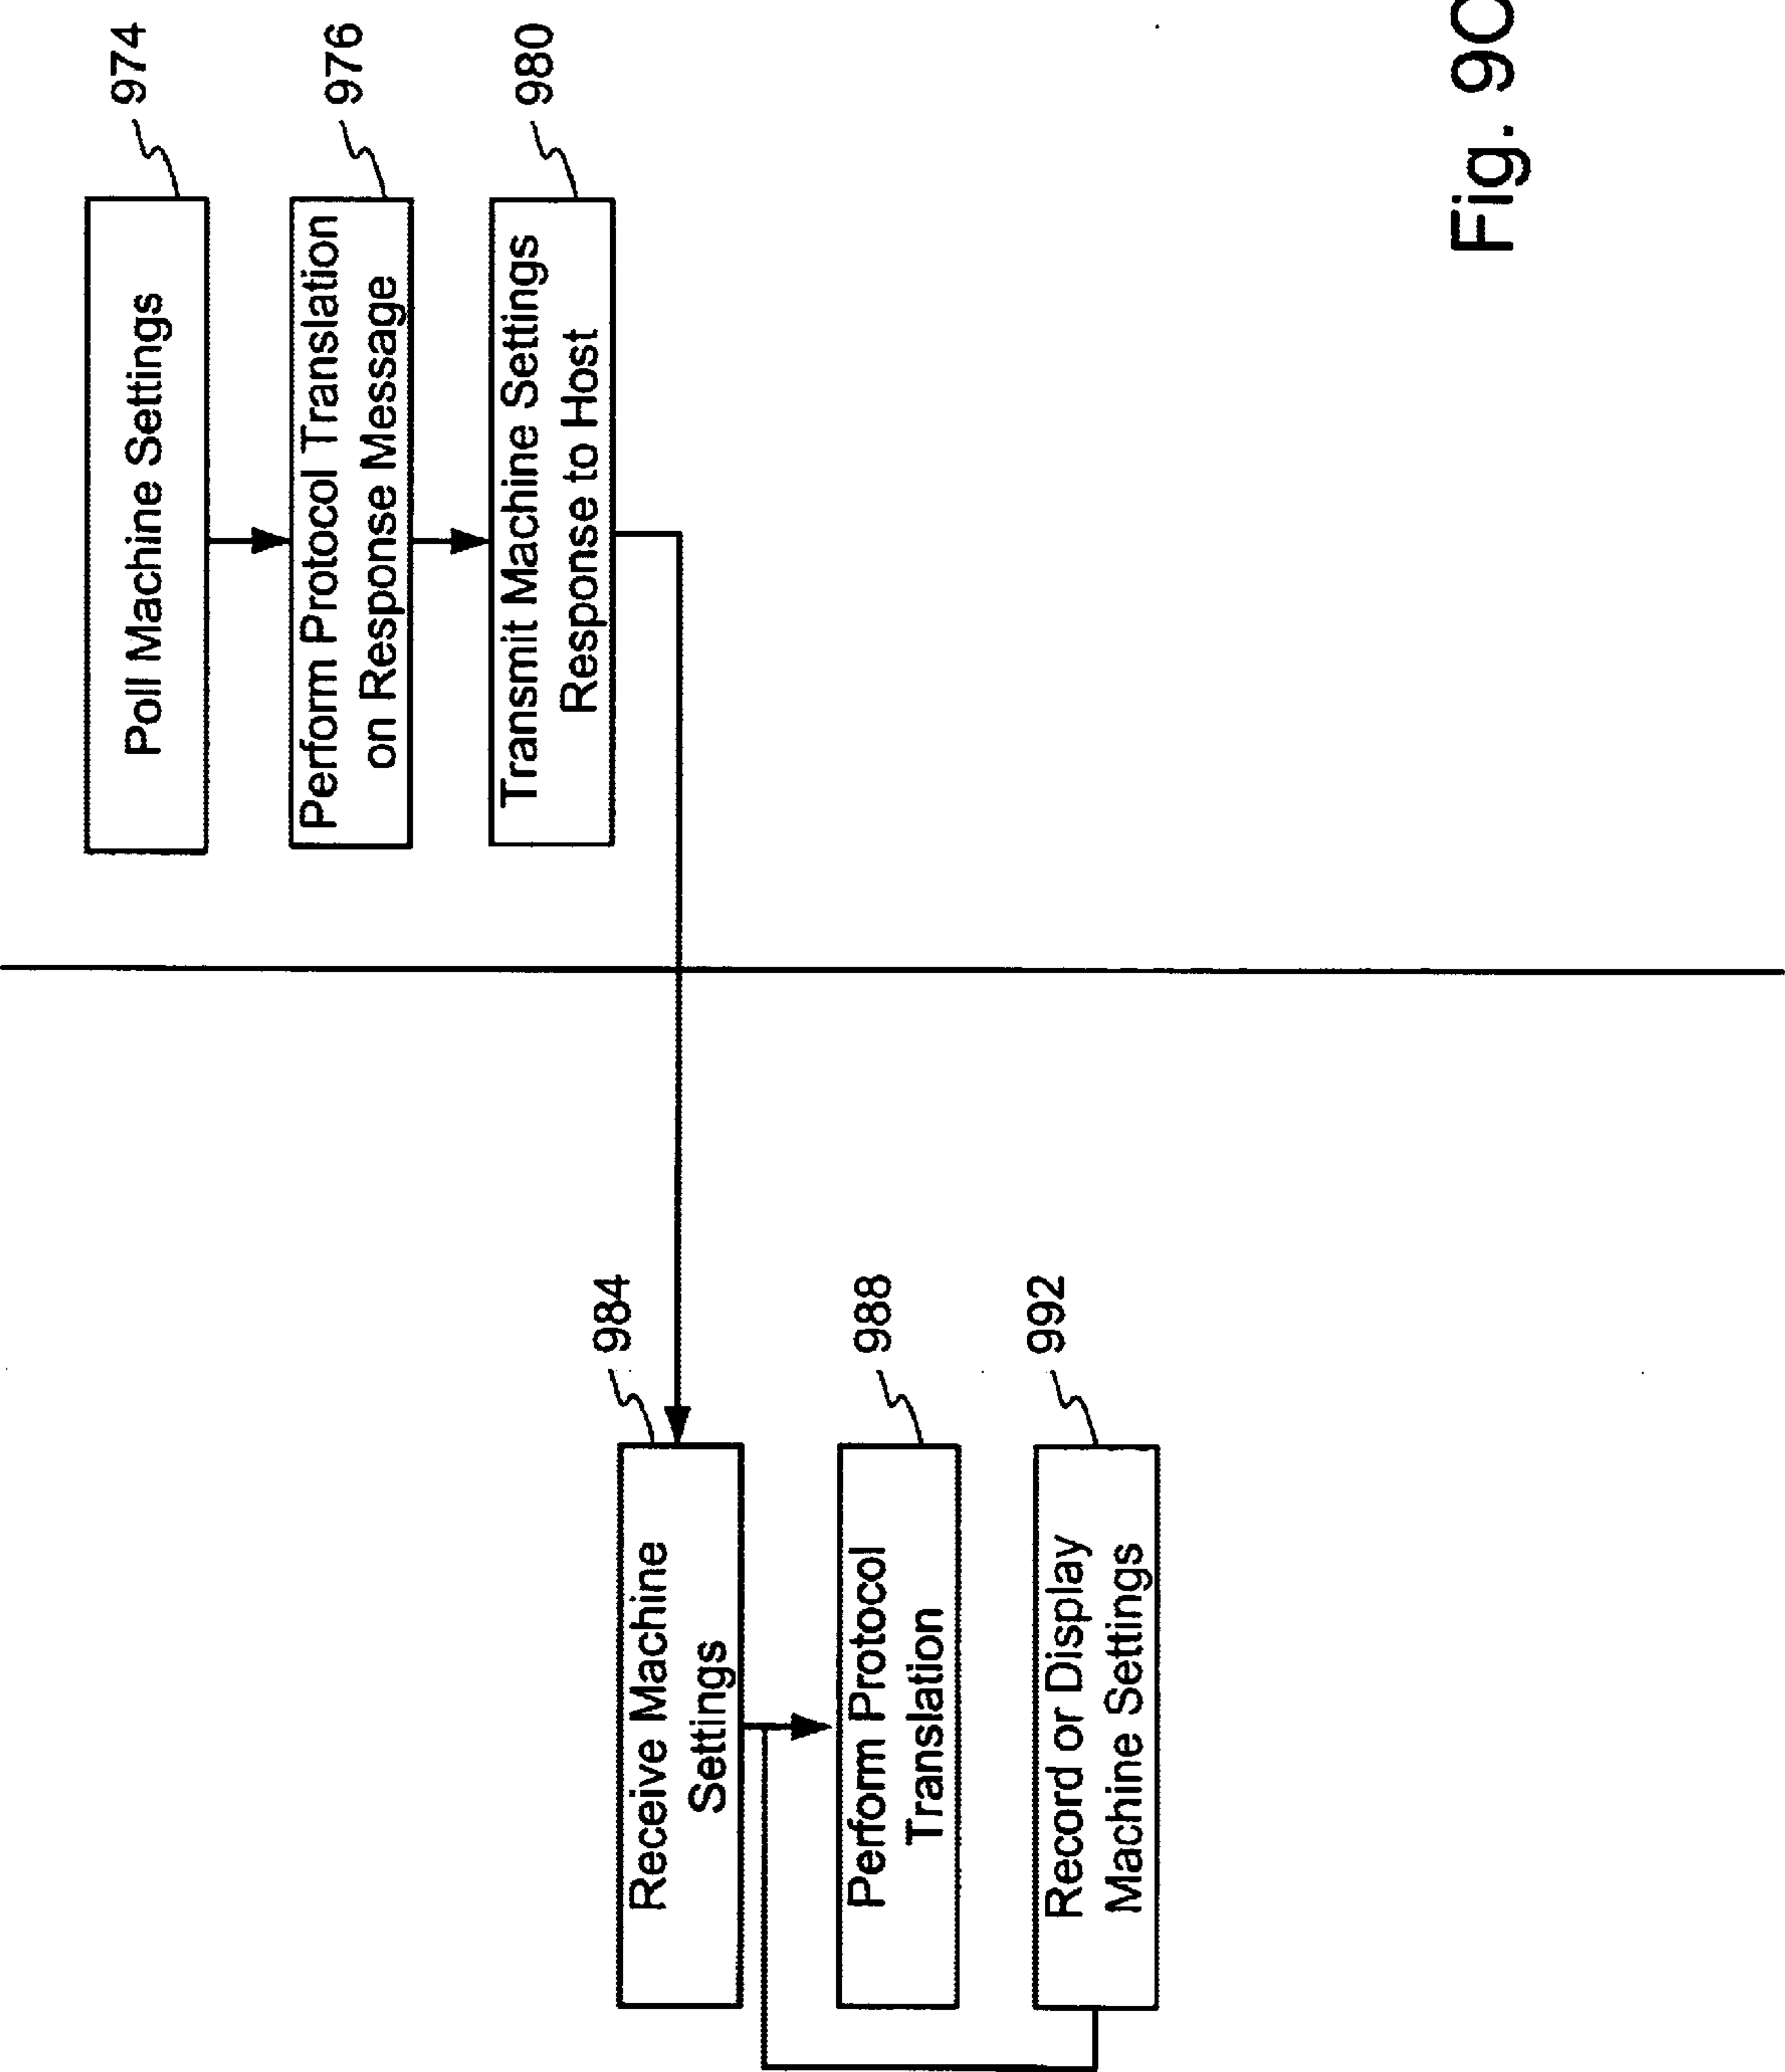 Poll Machine Settings
974
Perform Protocol Translation
on Response Message
976
Transmit Machine Settings
Response to Host
980
Receive Machine
Settings
984
Perform Protocol
Translation
988
Record or Display
Machine Settings
992
Fig. 9C